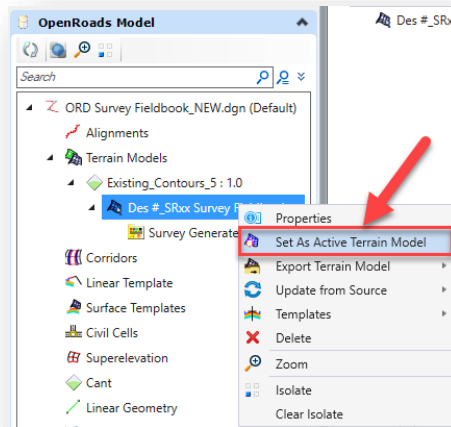 OpenRoads Model
Des #_SRx
Search
ORD Survey Fieldbook_NEW.dgn (Default)
Alignments
Terrain Models
Existing_Contours_5 : 1.0
Des #_SRxx Survey
Survey Generate
Corridors
Linear Template
Surface Templates
Civil Cells
Superelevation
Cant
Linear Geometry
Properties
Set As Active Terrain Model
Export Terrain Model
Update from Source
Templates
Delete
Zoom
Isolate
Clear Isolate